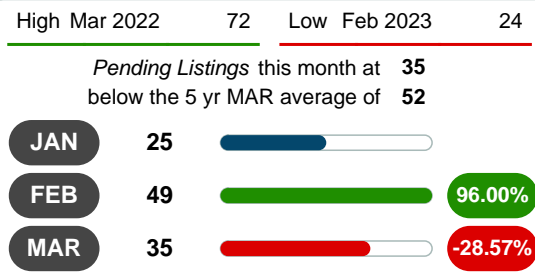 High Mar 2022 72 Low Feb 2023 24
Pending Listings this month at 35
below the 5 yr MAR average of 52
JAN 25
FEB 49 96.00%
MAR 35 -28.57%